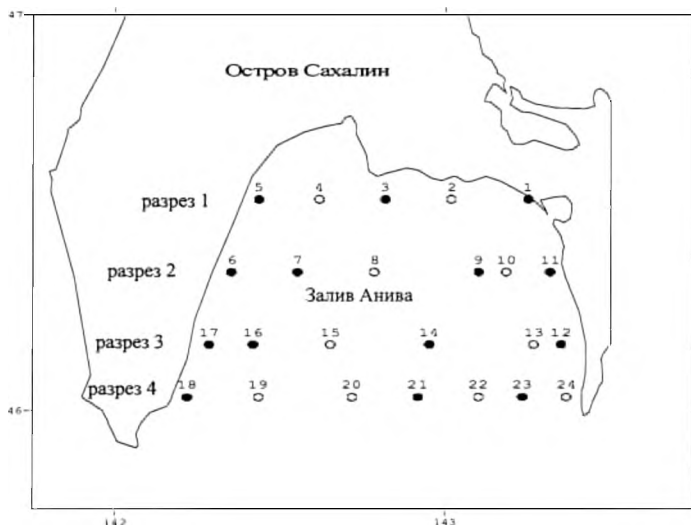 47
Остров Сахалин
разрез 1
5 4 3 2 1
разрез 2
6 7 8 9 10 11
Залив Анива
разрез 3
17 16 15 14 13 12
разрез 4
18 19 20 21 22 23 24
46
142 143